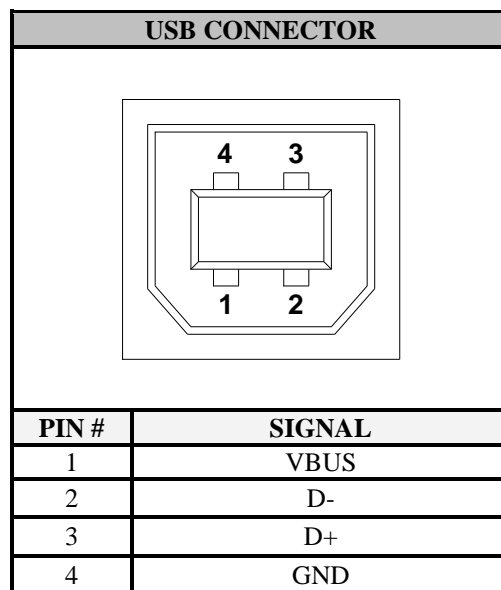 USB CONNECTOR
4 3
1 2
PIN # SIGNAL
1 VBUS
2 D-
3 D+
4 GND